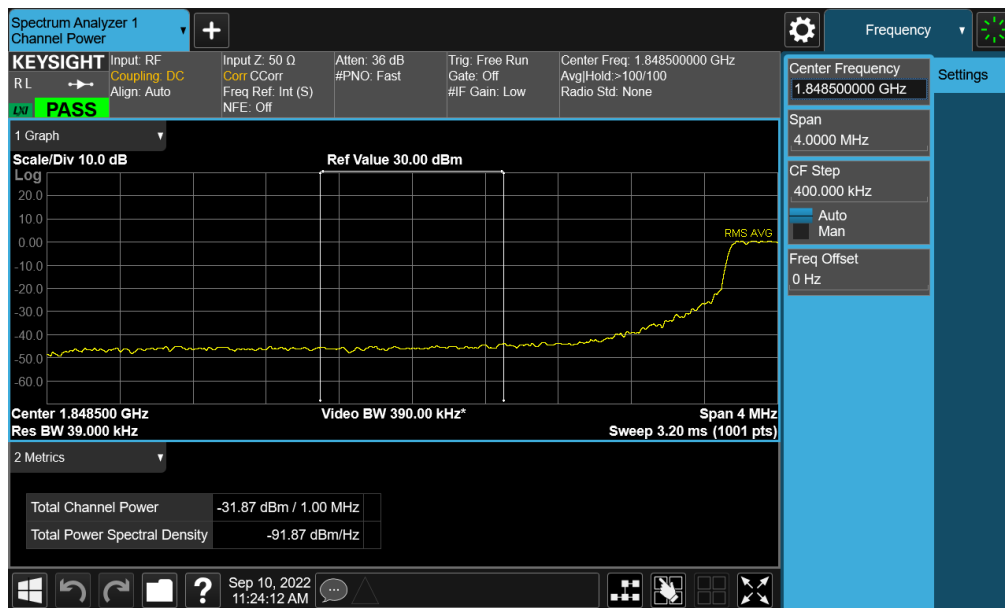 Spectrum Analyzer 1
Channel Power
Frequency
KEYSIGHT
R L
LXI
PASS
Input: RF
Coupling: DC
Align: Auto
Input Z: 50 Ω
Corr CCorr
Freq Ref: Int (S)
NFE: Off
Atten: 36 dB
#PNO: Fast
Trig: Free Run
Gate: Off
#IF Gain: Low
Center Freq: 1.848500000 GHz
Avg|Hold:>100/100
Radio Std: None
Center Frequency
1.848500000 GHz
Settings
Span
4.0000 MHz
CF Step
400.000 kHz
Auto
Man
Freq Offset
0 Hz
1 Graph
Scale/Div 10.0 dB
Ref Value 30.00 dBm
Log
20.0
10.0
0.00
-10.0
-20.0
-30.0
-40.0
-50.0
-60.0
RMS AVG
Center 1.848500 GHz
Video BW 390.00 kHz*
Span 4 MHz
Res BW 39.000 kHz
Sweep 3.20 ms (1001 pts)
2 Metrics
Total Channel Power
-31.87 dBm / 1.00 MHz
Total Power Spectral Density
-91.87 dBm/Hz
?
Sep 10, 2022
11:24:12 AM